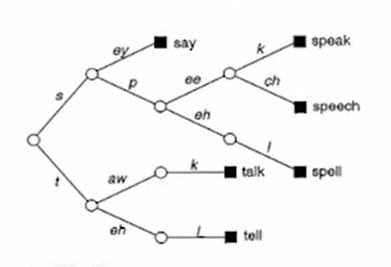 ey say
k speak
s p ee ch speech
eh l spell
t aw k talk
eh L tell